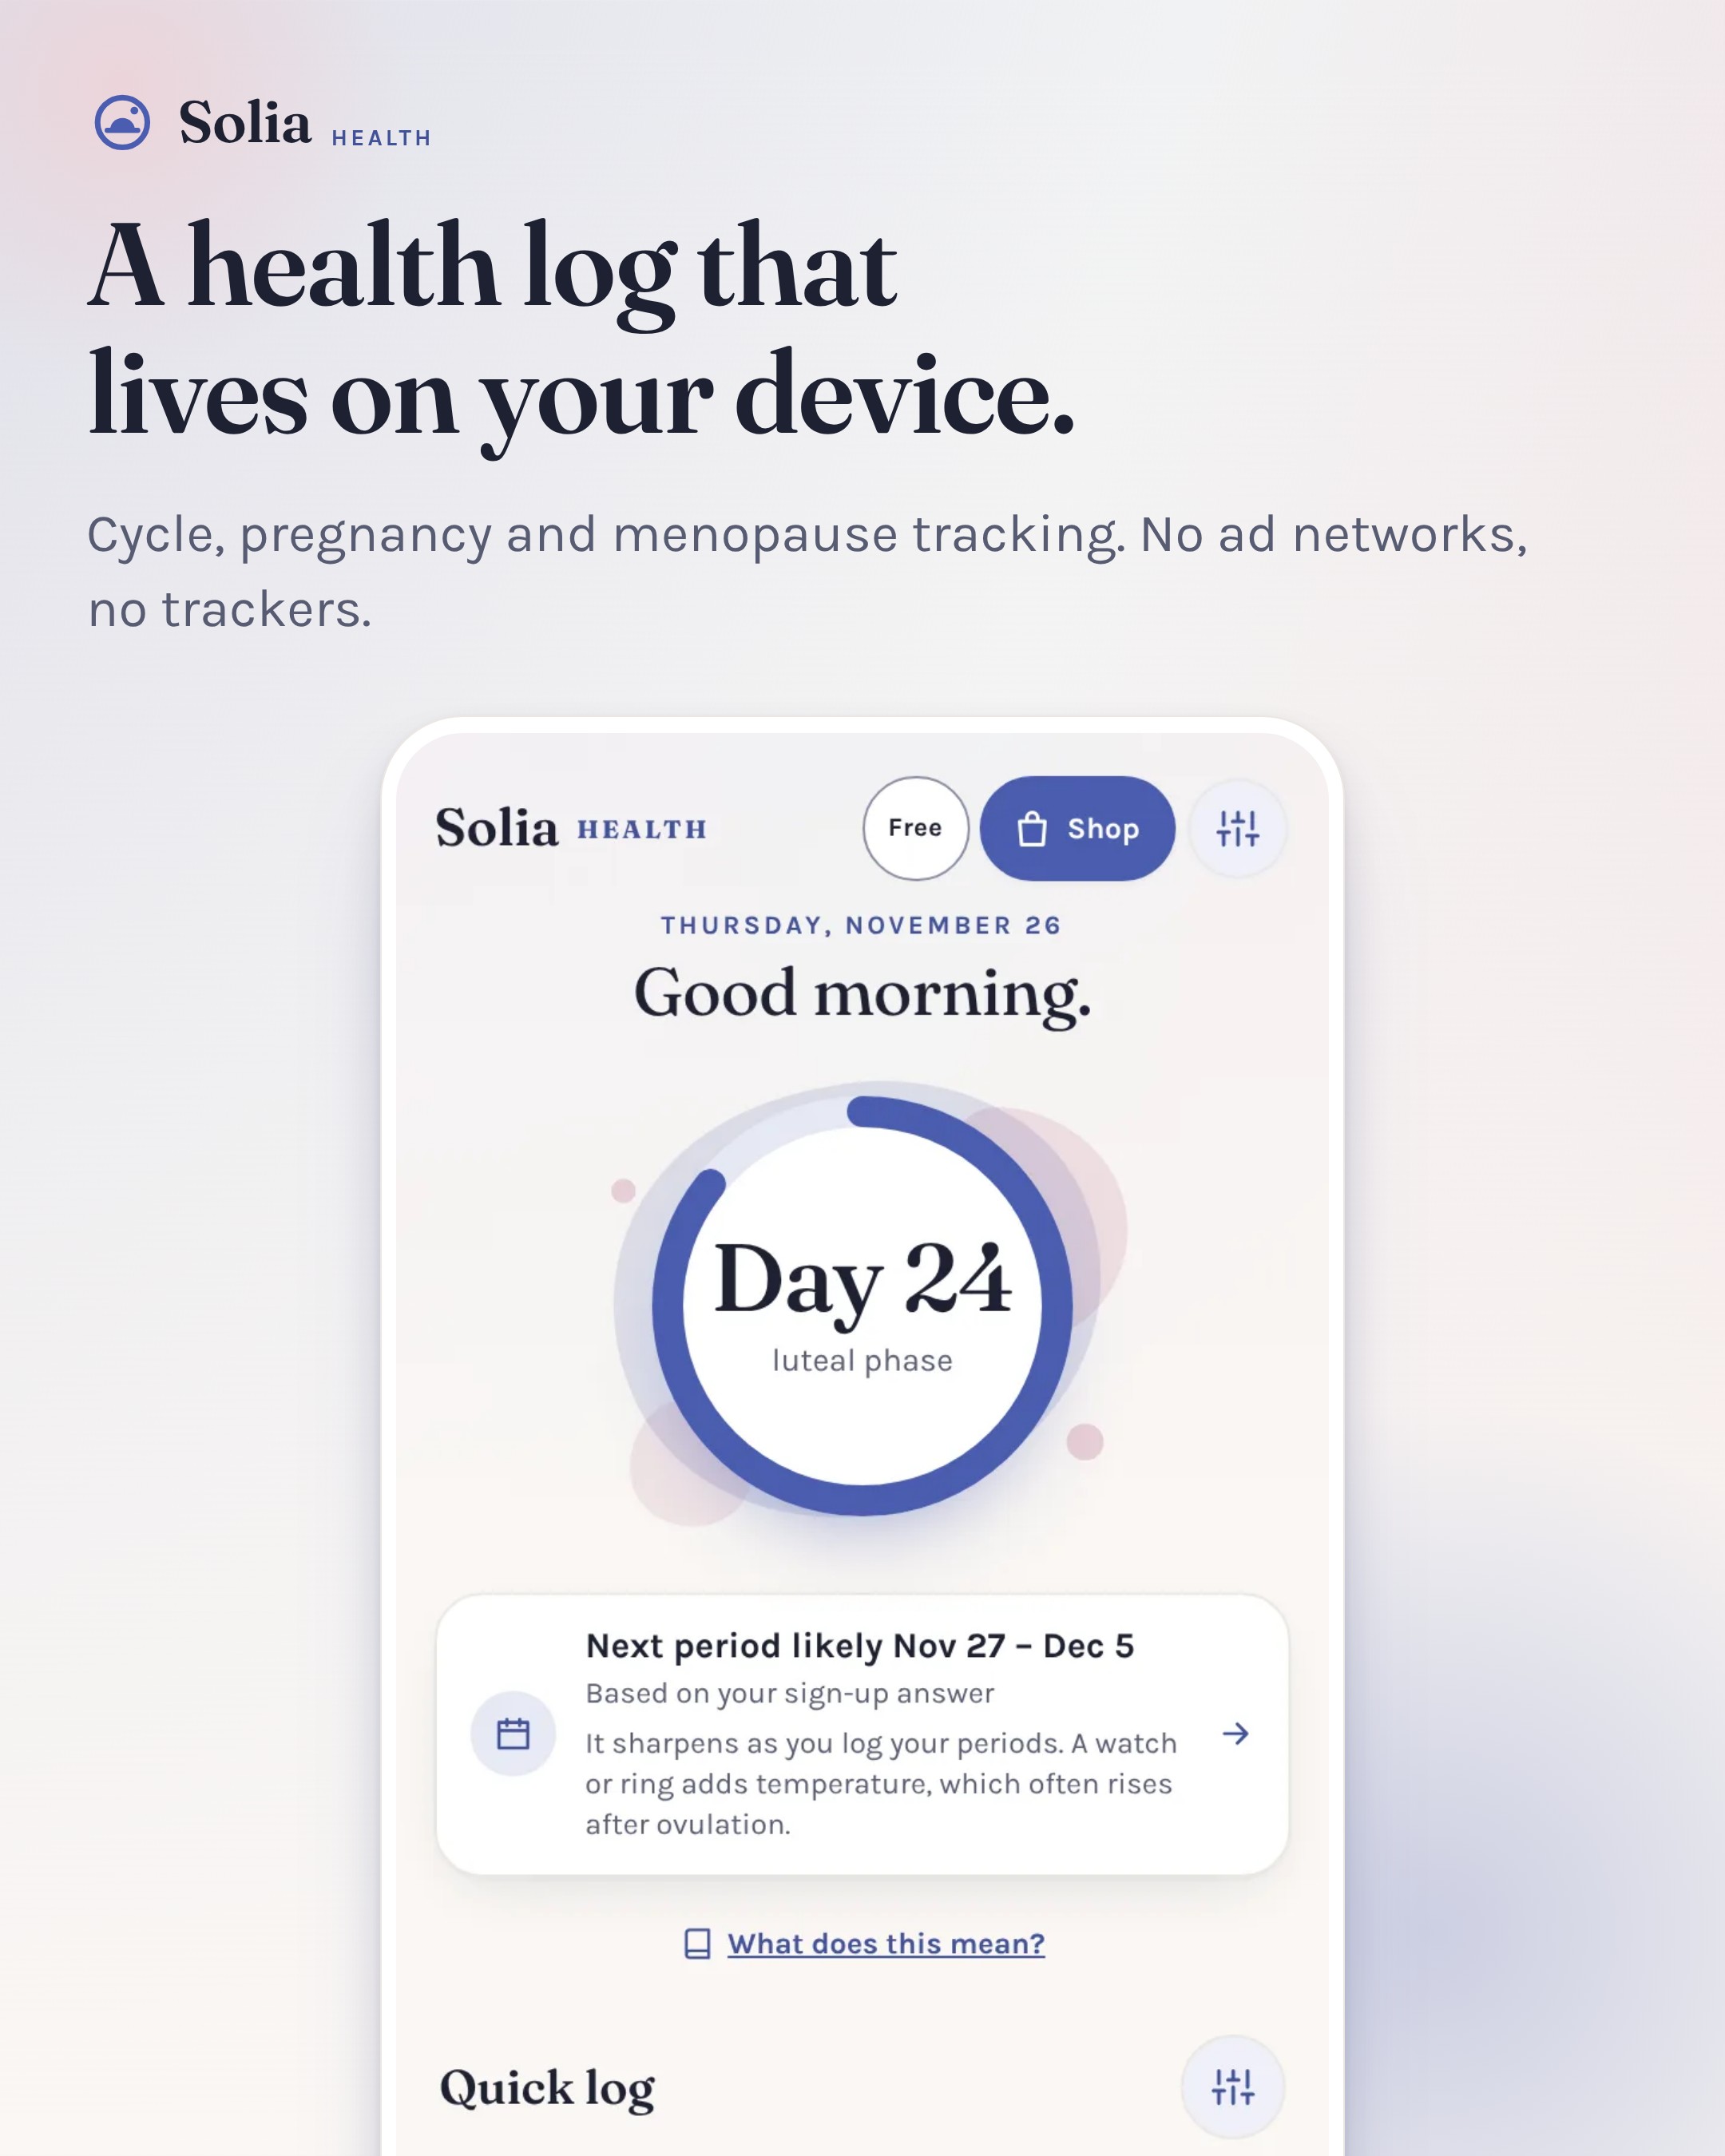 Solia HEALTH
A health log that
lives on your device.
Cycle, pregnancy and menopause tracking. No ad networks,
no trackers.
Solia HEALTH
Free
Shop
THURSDAY, NOVEMBER 26
Good morning.
Day 24
luteal phase
Next period likely Nov 27 – Dec 5
Based on your sign-up answer
It sharpens as you log your periods. A watch
or ring adds temperature, which often rises
after ovulation.
What does this mean?
Quick log